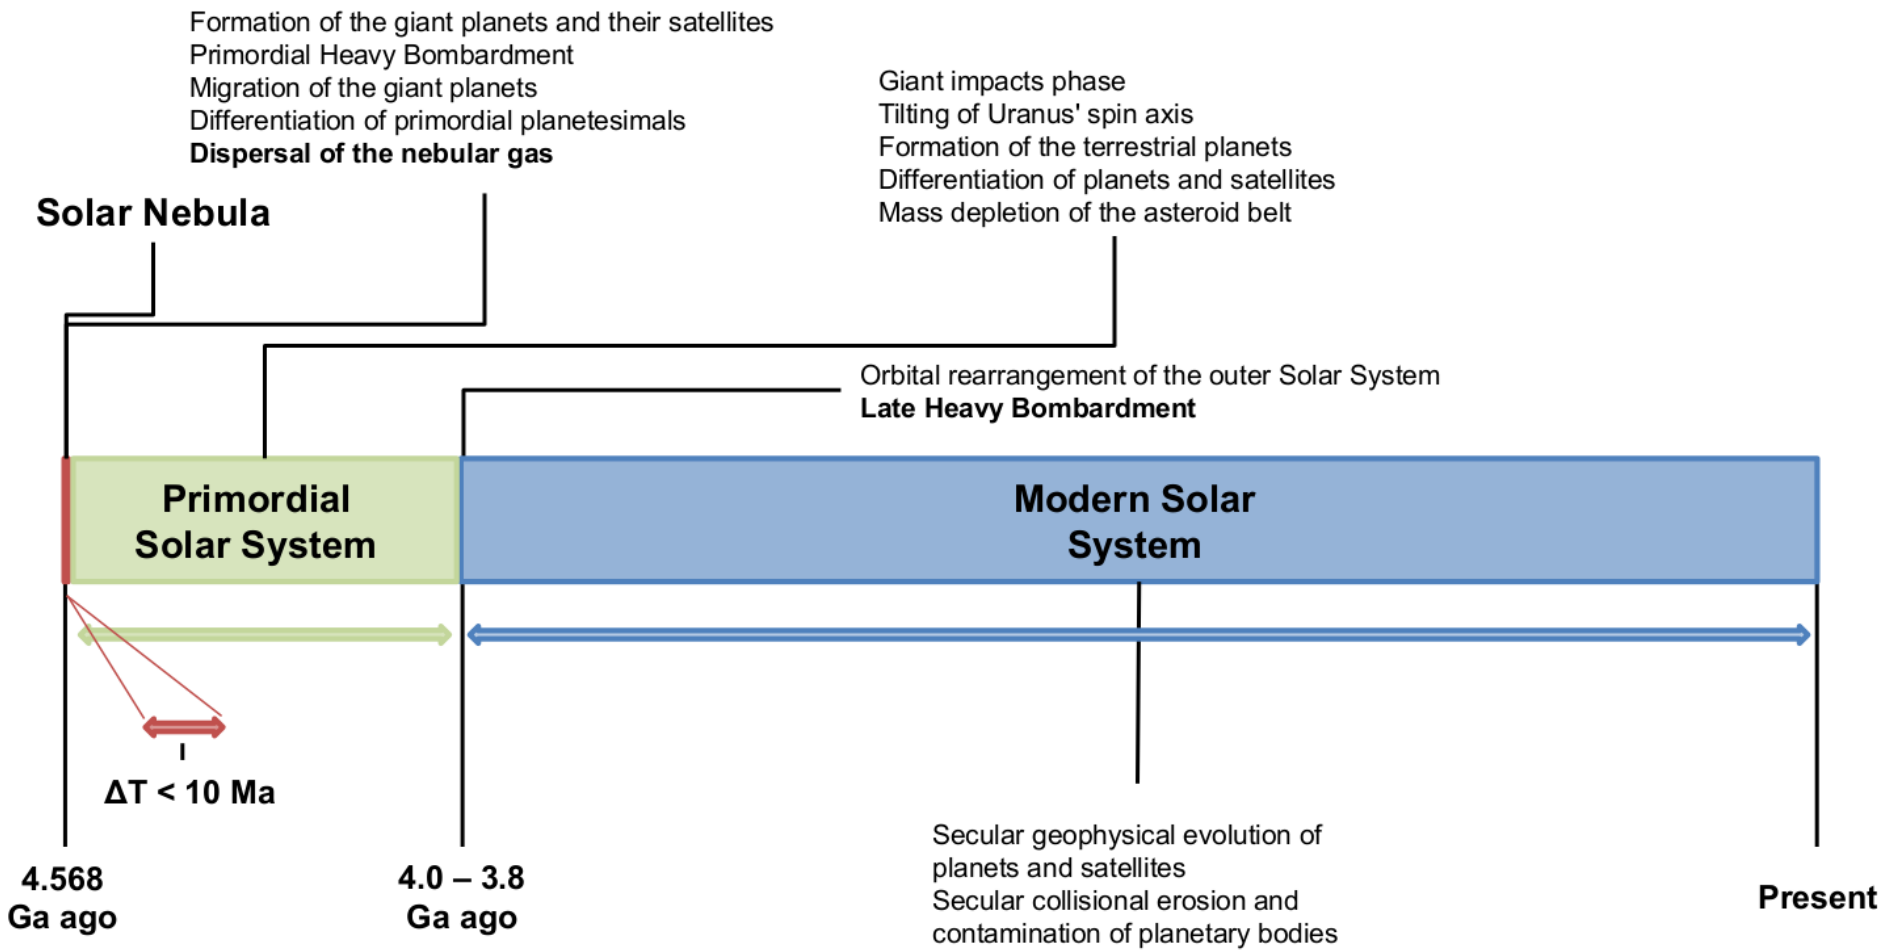 Formation of the giant planets and their satellites
Primordial Heavy Bombardment
Migration of the giant planets
Differentiation of primordial planetesimals
Dispersal of the nebular gas
Solar Nebula
Giant impacts phase
Tilting of Uranus' spin axis
Formation of the terrestrial planets
Differentiation of planets and satellites
Mass depletion of the asteroid belt
Orbital rearrangement of the outer Solar System
Late Heavy Bombardment
Primordial
Solar System
Modern Solar
System
ΔT < 10 Ma
4.568
Ga ago
4.0 – 3.8
Ga ago
Secular geophysical evolution of
planets and satellites
Secular collisional erosion and
contamination of planetary bodies
Present